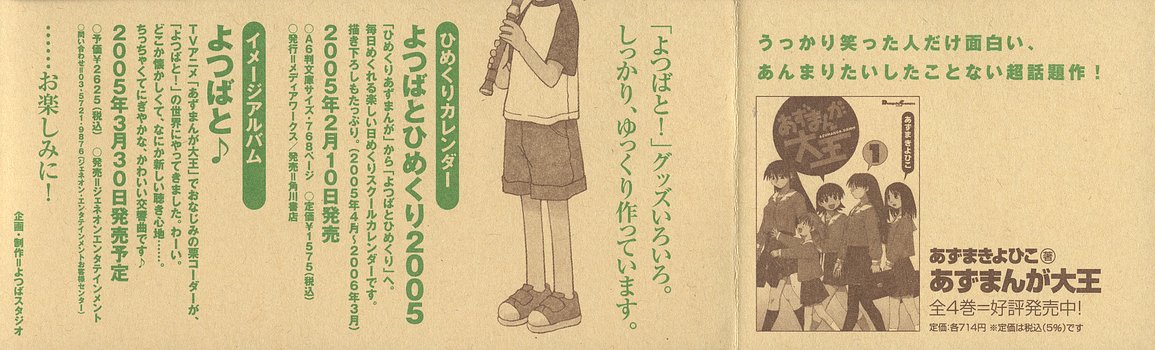 うっかり笑った人だけ面白い、
あんまりたいしたことない超話題作！
あずまんが
大王
AZUMANGA DAIOH
1
あずまきよひこ
あずまきよひこ著
あずまんが大王
全4巻=好評発売中!
定価:各714円 ※定価は税込(5%)です
「よつばと！」グッズいろいろ。
しっかり、ゆっくり作っています。
ひめくりカレンダー
よつばとひめくり2005
「ひめくりあずまんが」から「よつばとひめくり」へ。
毎日めくれる楽しい日めくりスクールカレンダーです。
描き下ろしもたっぷり。（2005年4月〜2006年3月）
2005年2月10日発売
○A6判文庫サイズ・768ページ ○定価¥1575（税込）
○発行=メディアワークス／発売=角川書店
イメージアルバム
よつばと♪
TVアニメ「あずまんが大王」でおなじみの栗コーダーが、
「よつばと！」の世界にやってきました。わーい。
どこか懐かしくて、なにか新しい聴き心地……。
ちっちゃくてにぎやかな、かわいい交響曲です♪
2005年3月30日発売予定
○予価¥2625（税込） ○発売=ジェネオンエンタテインメント
○問い合わせ=03-5721-9876（ジェネオン・エンタテインメントお客様センター）
……お楽しみに！
企画・制作=よつばスタジオ